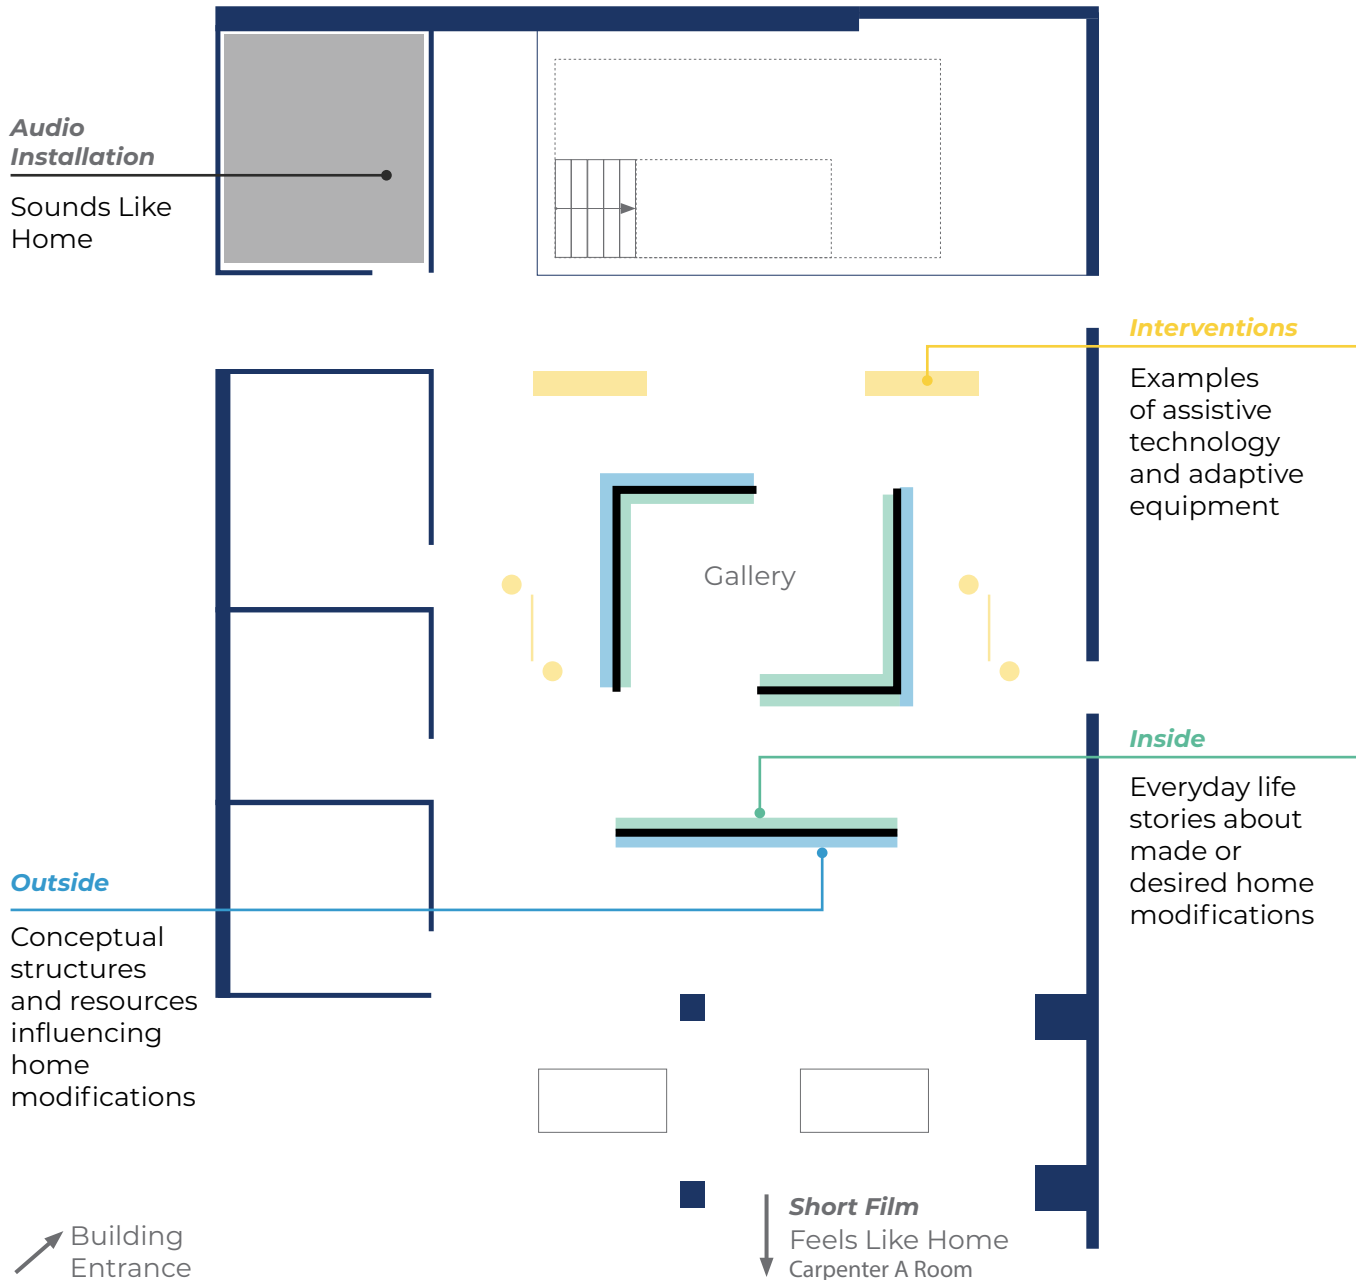 Audio
Installation
Sounds Like
Home
Interventions
Examples
of assistive
technology
and adaptive
equipment
Gallery
Inside
Everyday life
stories about
made or
desired home
modifications
Outside
Conceptual
structures
and resources
influencing
home
modifications
Building
Entrance
Short Film
Feels Like Home
Carpenter A Room